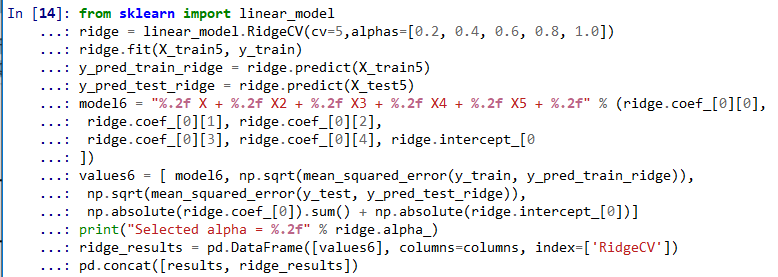 In [14]: from sklearn import linear_model
    ...: ridge = linear_model.RidgeCV(cv=5,alphas=[0.2, 0.4, 0.6, 0.8, 1.0])
    ...: ridge.fit(X_train5, y_train)
    ...: y_pred_train_ridge = ridge.predict(X_train5)
    ...: y_pred_test_ridge = ridge.predict(X_test5)
    ...: model6 = "%.2f X + %.2f X2 + %.2f X3 + %.2f X4 + %.2f X5 + %.2f" % (ridge.coef_[0][0],
    ...:  ridge.coef_[0][1], ridge.coef_[0][2],
    ...:  ridge.coef_[0][3], ridge.coef_[0][4], ridge.intercept_[0
    ...: ])
    ...: values6 = [ model6, np.sqrt(mean_squared_error(y_train, y_pred_train_ridge)),
    ...:  np.sqrt(mean_squared_error(y_test, y_pred_test_ridge)),
    ...:  np.absolute(ridge.coef_[0]).sum() + np.absolute(ridge.intercept_[0])]
    ...: print("Selected alpha = %.2f" % ridge.alpha_)
    ...: ridge_results = pd.DataFrame([values6], columns=columns, index=['RidgeCV'])
    ...: pd.concat([results, ridge_results])